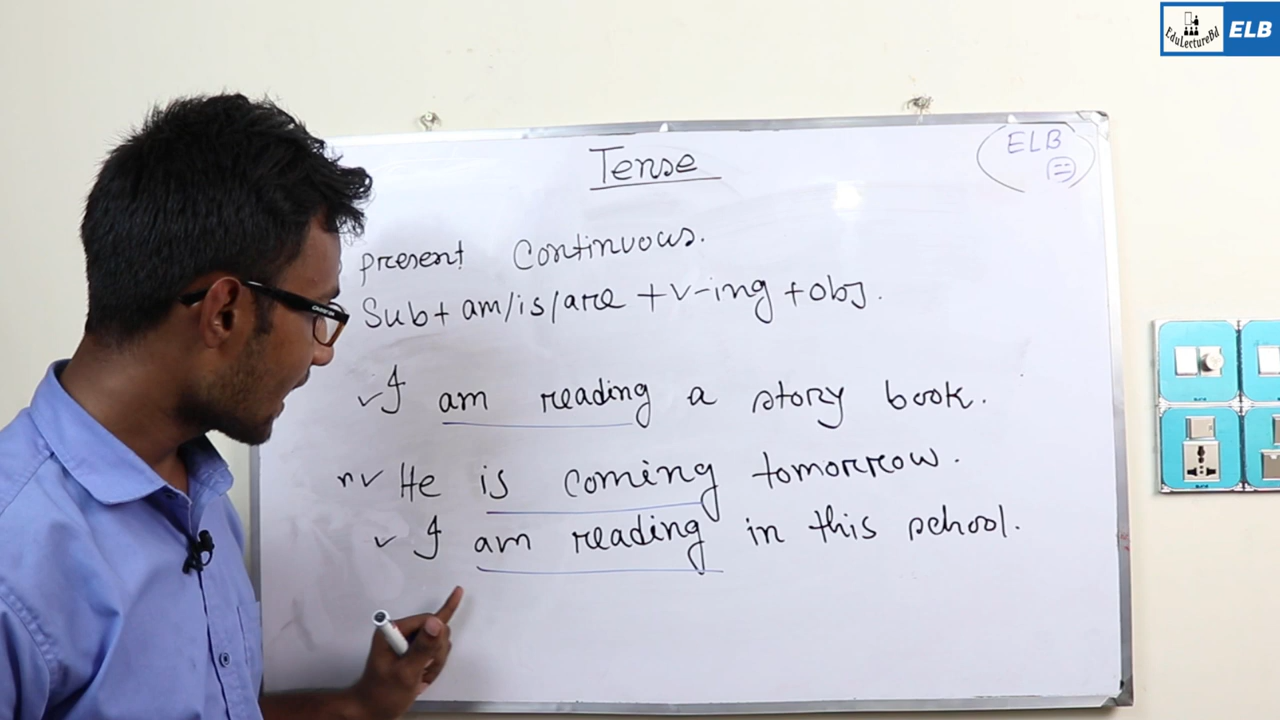 EduLectureBd ELB
ELB
Tense
present Continuous.
Sub + am/is/are + v-ing + obj.
I am reading a story book.
He is coming tomorrow.
I am reading in this school.